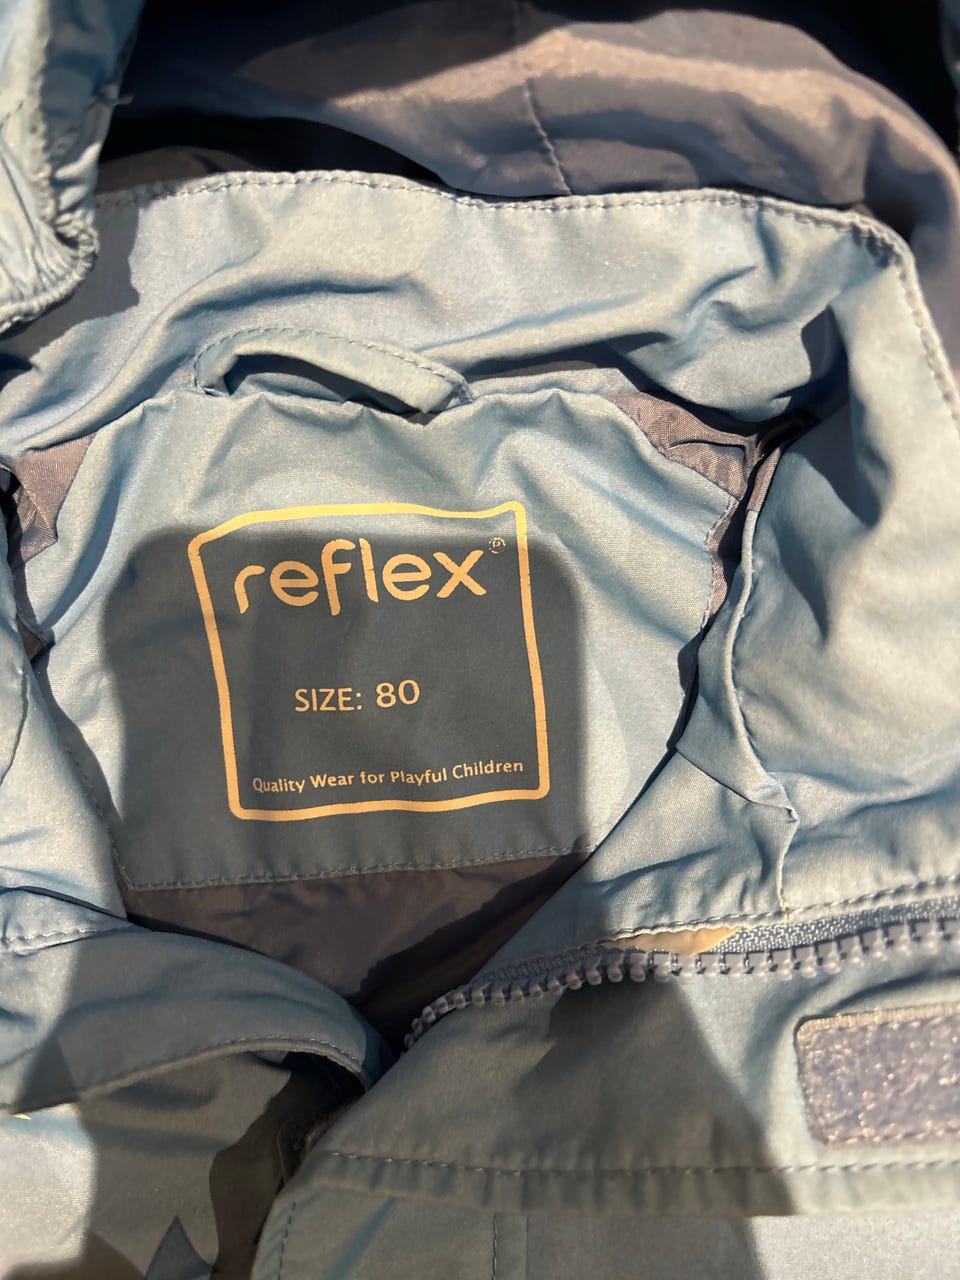 reflex
SIZE: 80
Quality Wear for Playful Children